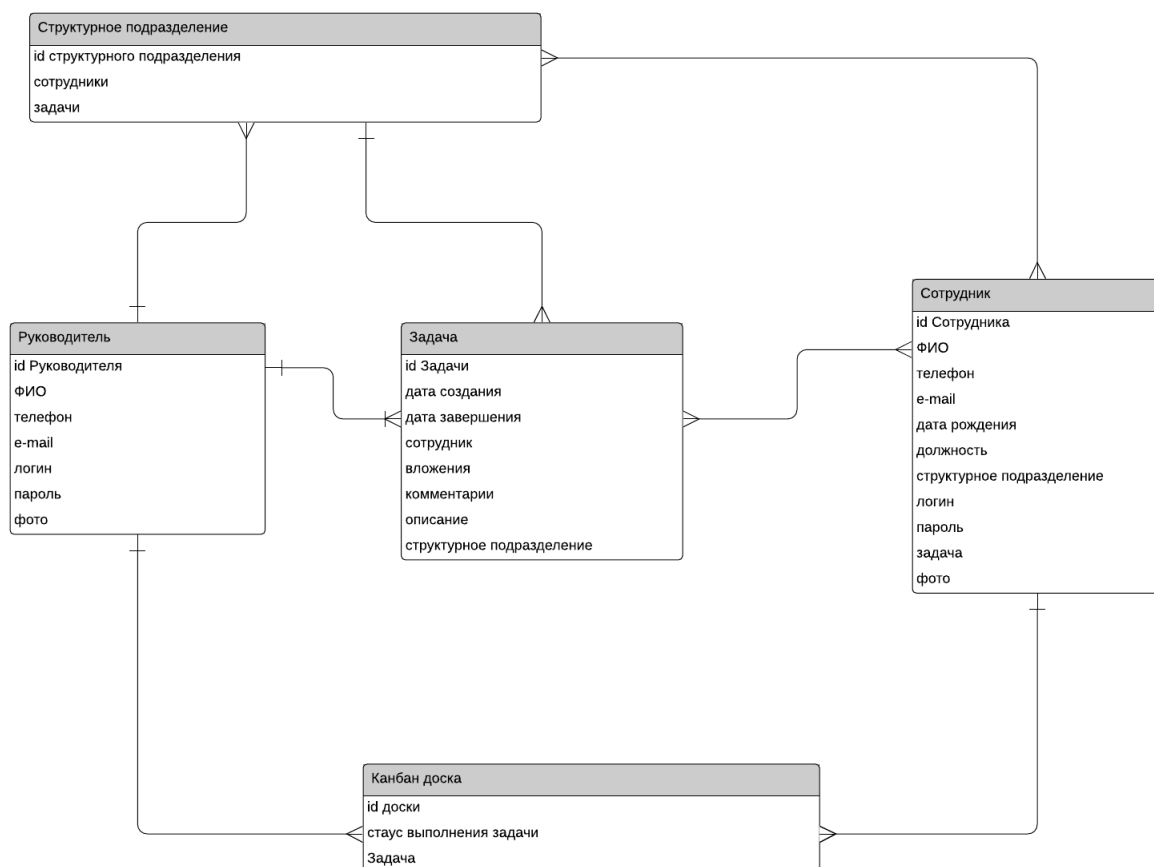 Структурное подразделение
id структурного подразделения
сотрудники
задачи
Руководитель
id Руководителя
ФИО
телефон
e-mail
логин
пароль
фото
Задача
id Задачи
дата создания
дата завершения
сотрудник
вложения
комментарии
описание
структурное подразделение
Сотрудник
id Сотрудника
ФИО
телефон
e-mail
дата рождения
должность
структурное подразделение
логин
пароль
задача
фото
Канбан доска
id доски
стаус выполнения задачи
Задача